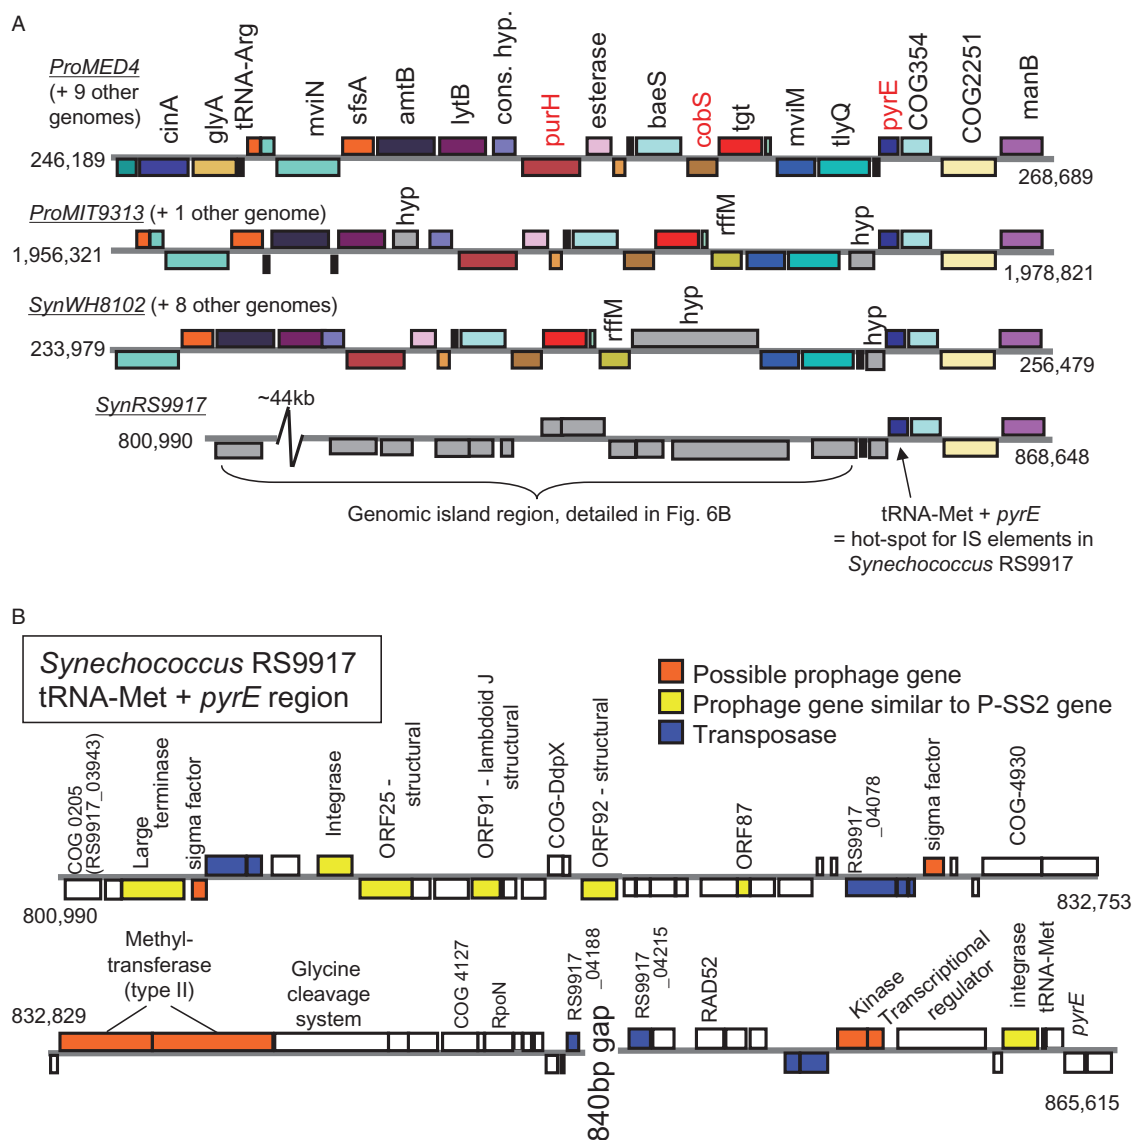 A
ProMED4
(+ 9 other
genomes)
cinA
glyA
tRNA-Arg
mviN
sfsA
amtB
lytB
cons. hyp.
purH
esterase
baeS
cobS
tgt
mviM
tlyQ
pyrE
COG354
COG2251
manB
246,189
268,689
ProMIT9313 (+ 1 other genome)
hyp
rffM
hyp
1,956,321
1,978,821
SynWH8102 (+ 8 other genomes)
rffM
hyp
hyp
233,979
256,479
SynRS9917
~44kb
800,990
868,648
Genomic island region, detailed in Fig. 6B
tRNA-Met + pyrE
= hot-spot for IS elements in
Synechococcus RS9917
B
Synechococcus RS9917
tRNA-Met + pyrE region
Possible prophage gene
Prophage gene similar to P-SS2 gene
Transposase
COG 0205
(RS9917_03943)
Large
terminase
sigma factor
Integrase
ORF25 -
structural
ORF91 - lambdoid J
structural
COG-DdpX
ORF92 - structural
ORF87
RS9917
_04078
sigma factor
COG-4930
800,990
832,753
Methyl-
transferase
(type II)
Glycine
cleavage
system
COG 4127
RpoN
RS9917
_04188
840bp gap
RS9917
_04215
RAD52
Kinase
Transcriptional
regulator
integrase
tRNA-Met
pyrE
832,829
865,615